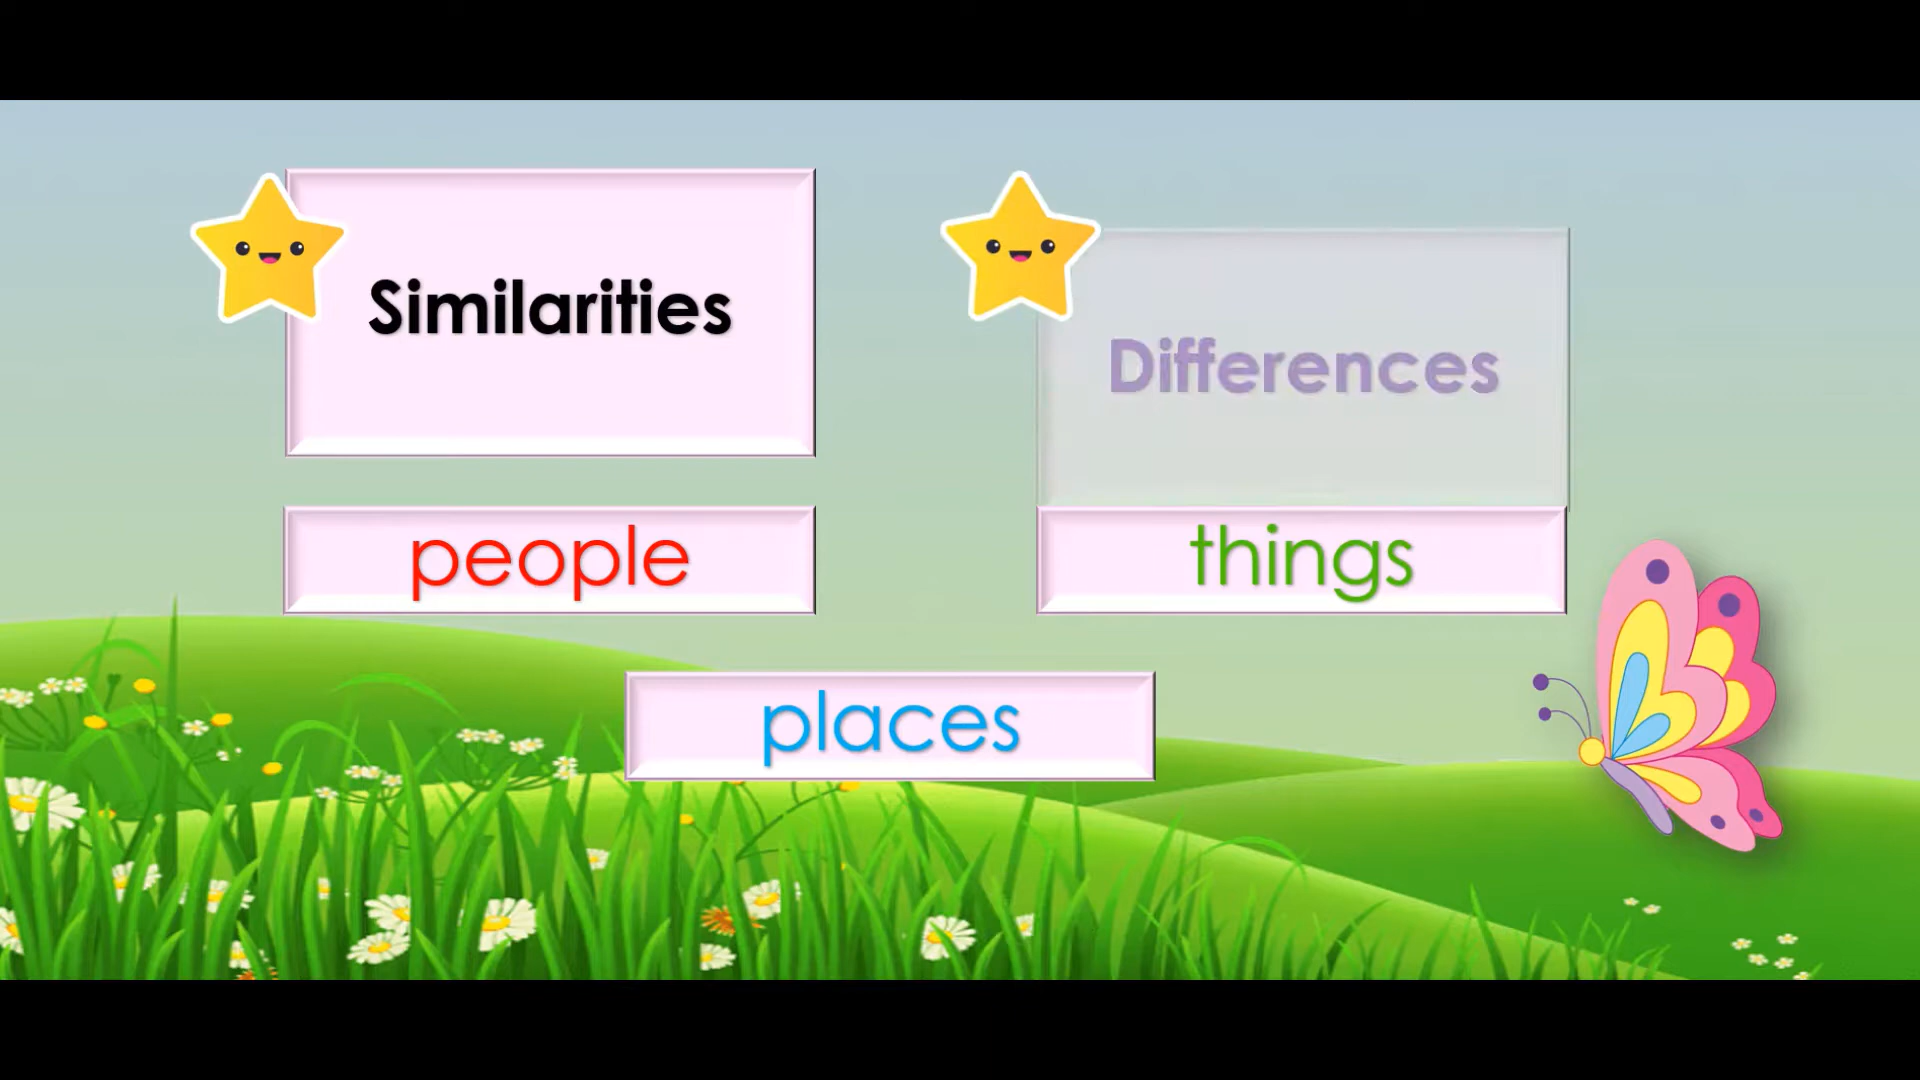 Similarities
Differences
people
things
places